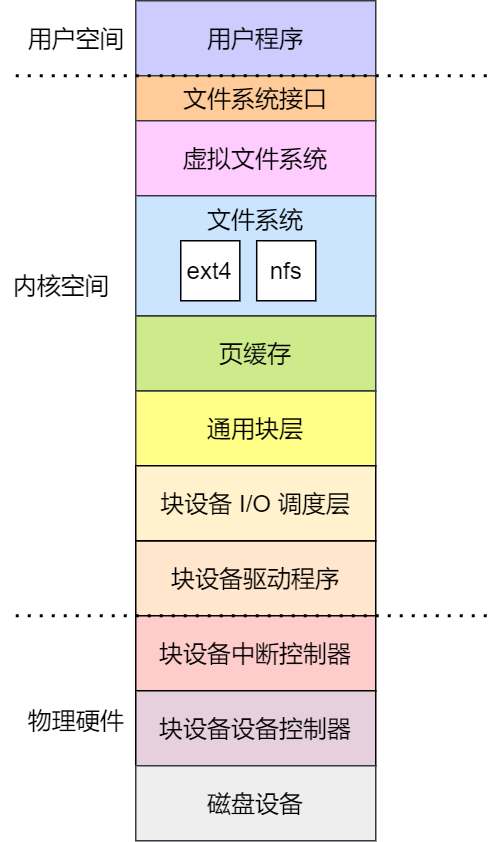 用户空间
用户程序
文件系统接口
虚拟文件系统
文件系统
ext4
nfs
内核空间
页缓存
通用块层
块设备 I/O 调度层
块设备驱动程序
块设备中断控制器
物理硬件
块设备设备控制器
磁盘设备